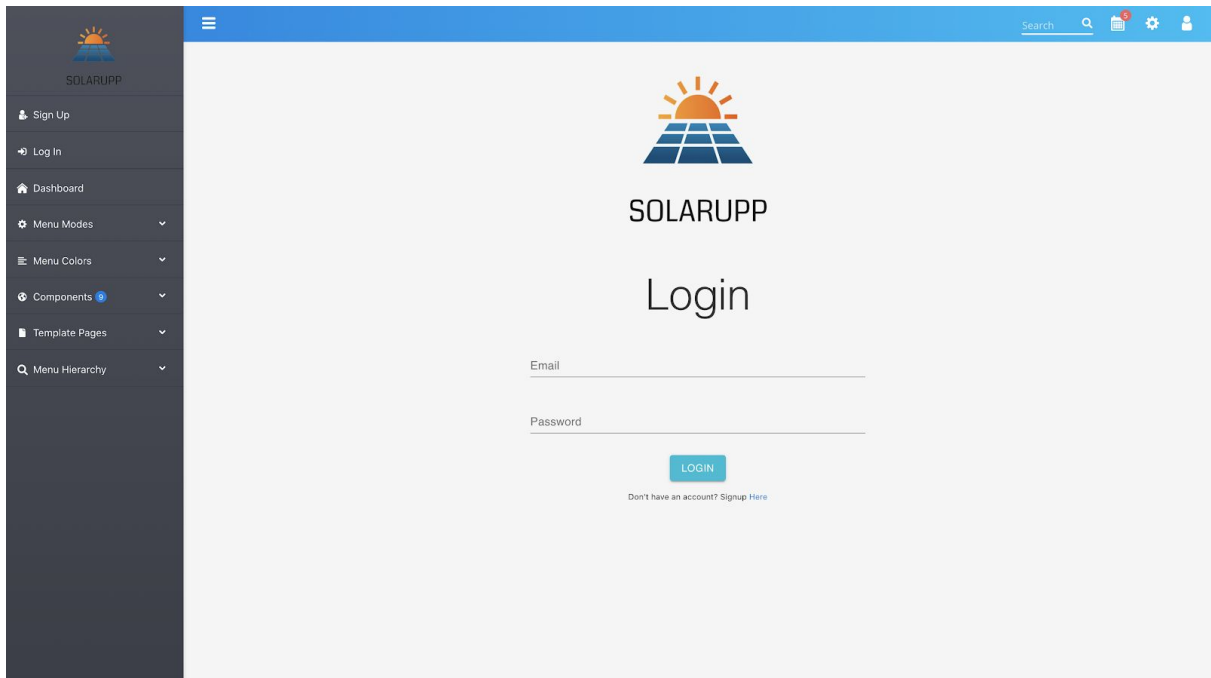 SOLARUPP
Sign Up
Log In
Dashboard
Menu Modes
Menu Colors
Components 9
Template Pages
Menu Hierarchy
Search
5
SOLARUPP
Login
Email
Password
LOGIN
Don't have an account? Signup Here